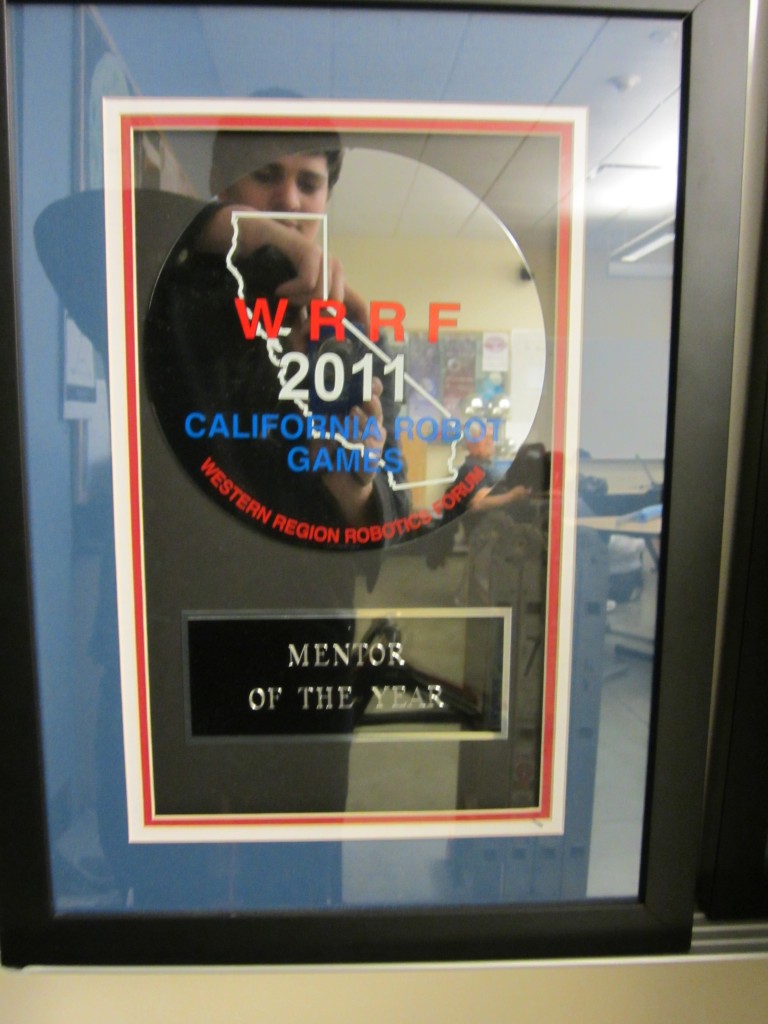 WRRF
2011
CALIFORNIA ROBOT
GAMES
WESTERN REGION ROBOTICS FORUM
MENTOR
OF THE YEAR